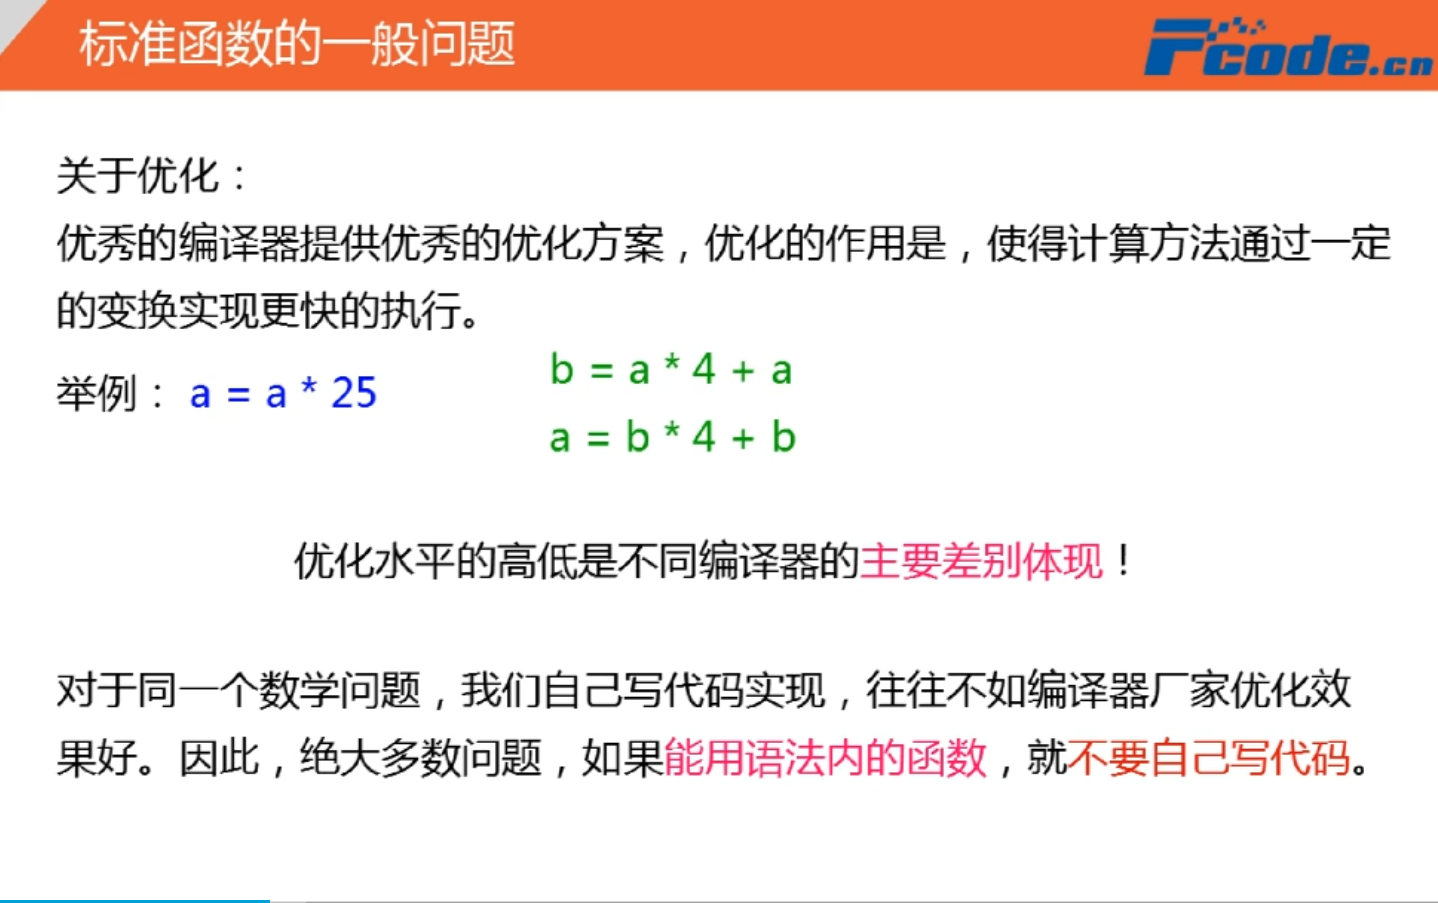 标准函数的一般问题
Fcode.cn
关于优化：
优秀的编译器提供优秀的优化方案，优化的作用是，使得计算方法通过一定
的变换实现更快的执行。
举例： a = a * 25
b = a * 4 + a
a = b * 4 + b
优化水平的高低是不同编译器的主要差别体现！
对于同一个数学问题，我们自己写代码实现，往往不如编译器厂家优化效
果好。因此，绝大多数问题，如果能用语法内的函数，就不要自己写代码。